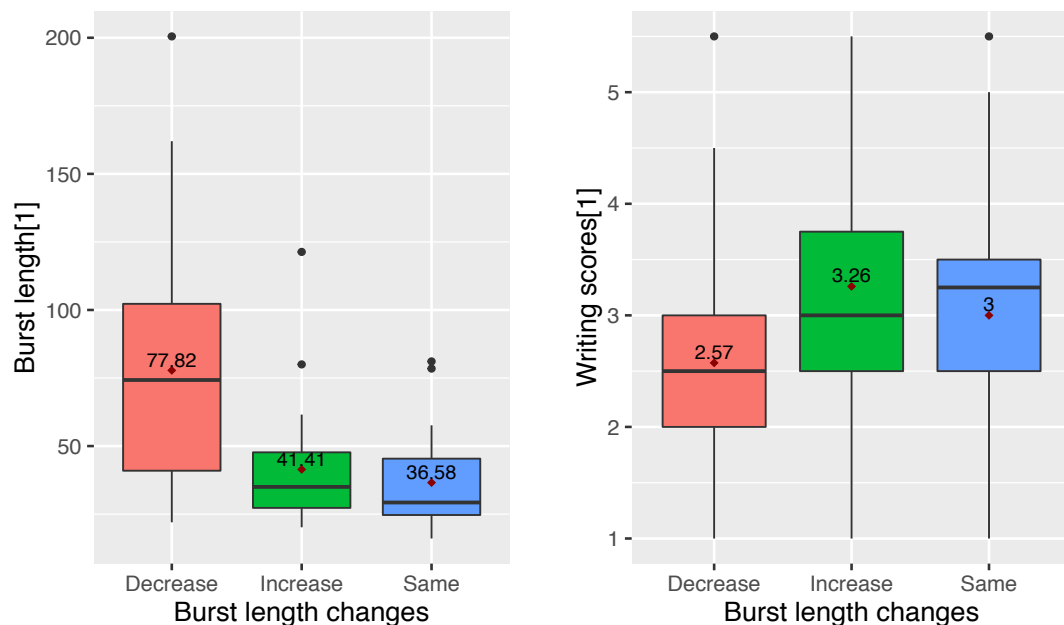 200
150
100
50
Burst length[1]
77.82
41.41
36.58
Decrease Increase Same
Burst length changes
5
4
3
2
1
Writing scores[1]
2.57
3.26
3
Decrease Increase Same
Burst length changes